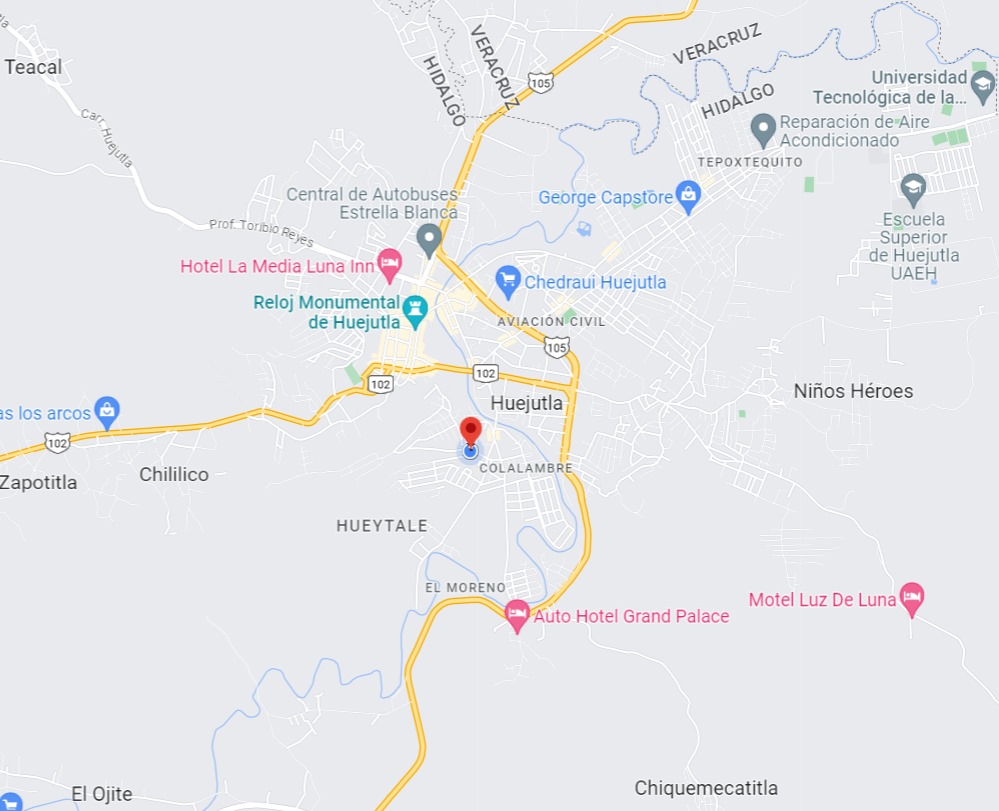 VERACRUZ
VERACRUZ
HIDALGO
HIDALGO
Teacal
105
Universidad
Tecnológica de la...
Carr. Huejutla
Reparación de Aire
Acondicionado
TEPOXTEQUITO
Central de Autobuses
Estrella Blanca
George Capstore
Escuela
Superior
de Huejutla
UAEH
Prof. Toribio Reyes
Hotel La Media Luna Inn
Chedraui Huejutla
Reloj Monumental
de Huejutla
AVIACIÓN CIVIL
105
102
102
Huejutla
Niños Héroes
as los arcos
102
Zapotitla
Chililico
COLALAMBRE
HUEYTALE
EL MORENO
Auto Hotel Grand Palace
Motel Luz De Luna
El Ojite
Chiquemecatitla